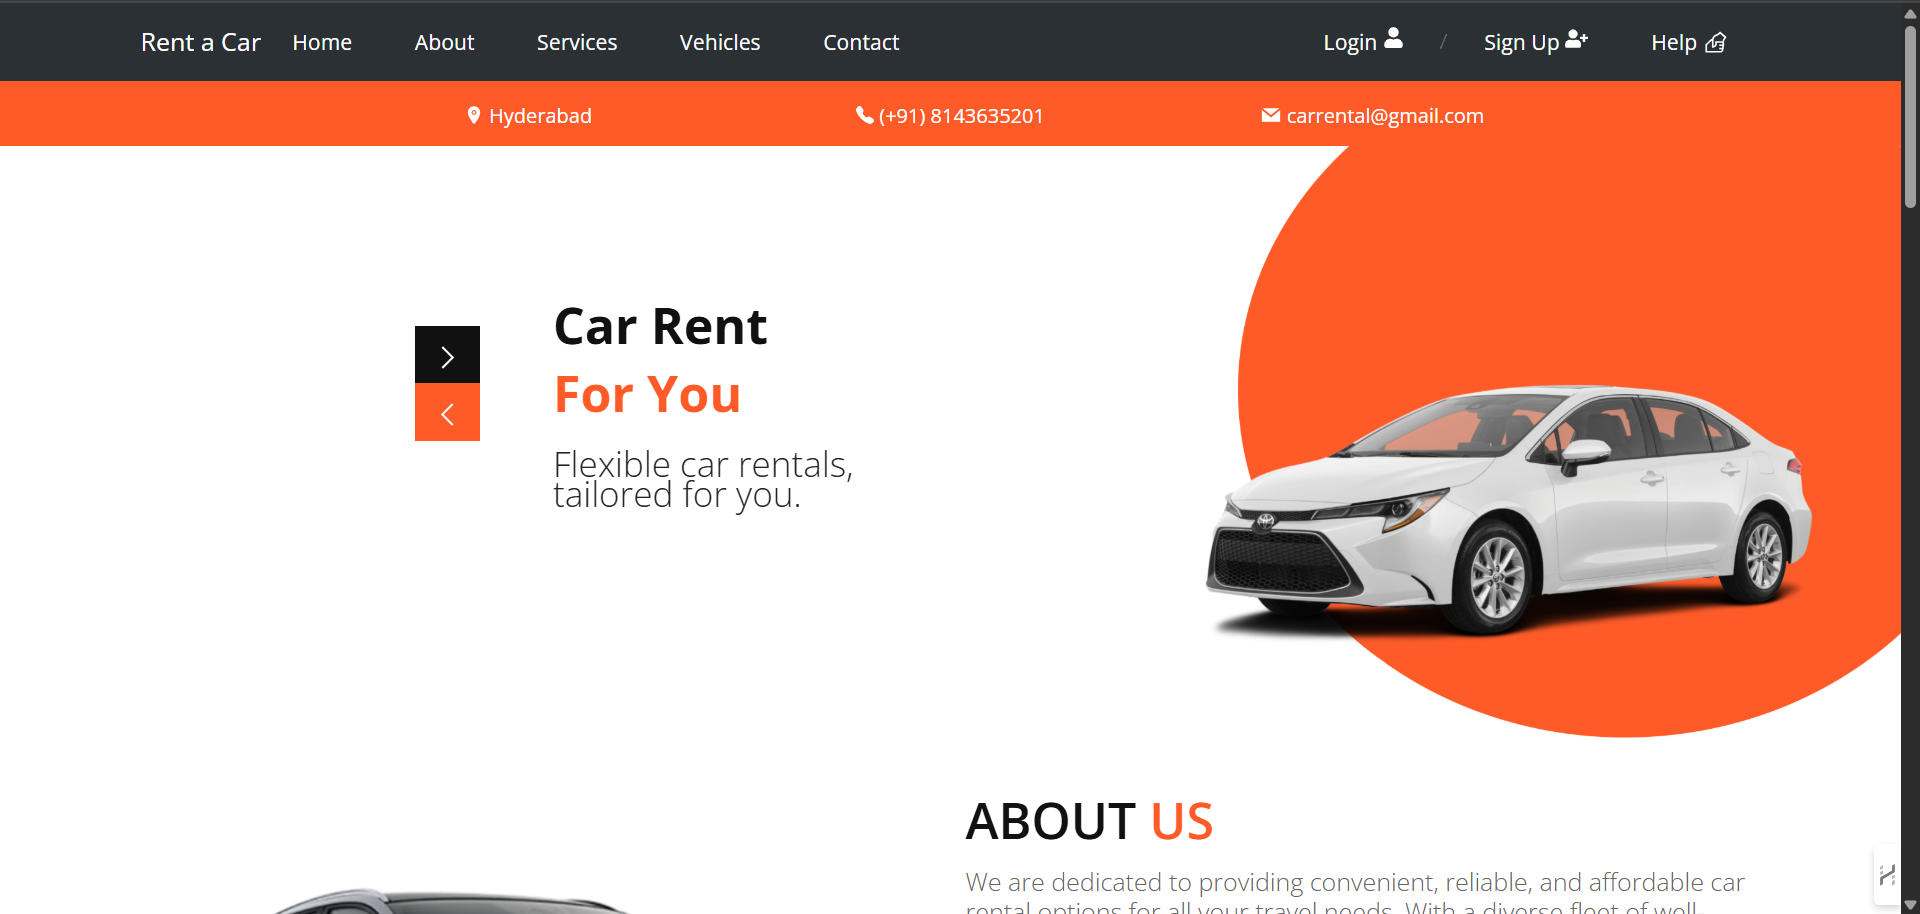 Rent a Car Home About Services Vehicles Contact Login / Sign Up Help
Hyderabad (+91) 8143635201 carrental@gmail.com
Car Rent
For You
Flexible car rentals,
tailored for you.
ABOUT US
We are dedicated to providing convenient, reliable, and affordable car
rental options for all your travel needs. With a diverse fleet of well-